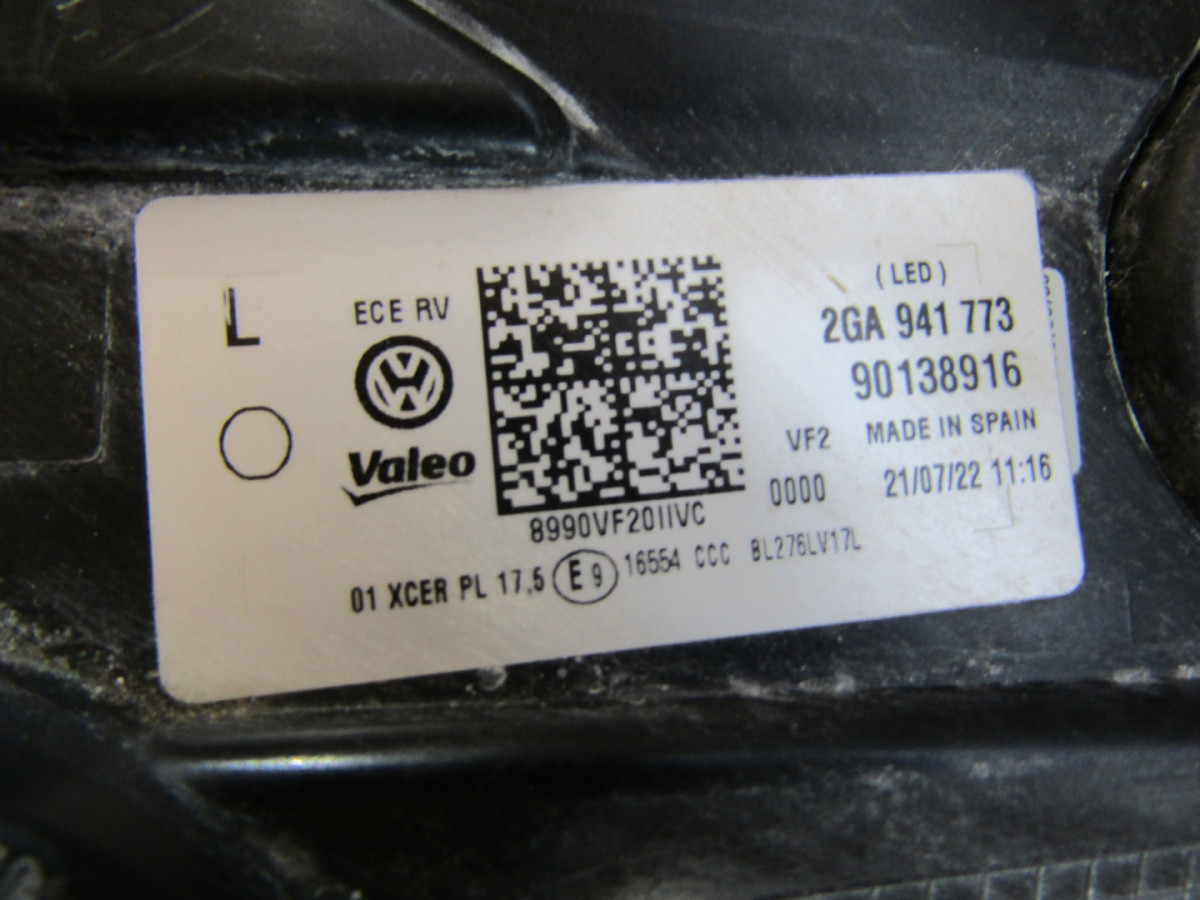 L
ECE RV
Valeo
8990VF20IIVC
(LED)
2GA 941 773
90138916
VF2 MADE IN SPAIN
0000 21/07/22 11:16
01 XCER PL 17,5 E9 16554 CCC BL276LV17L